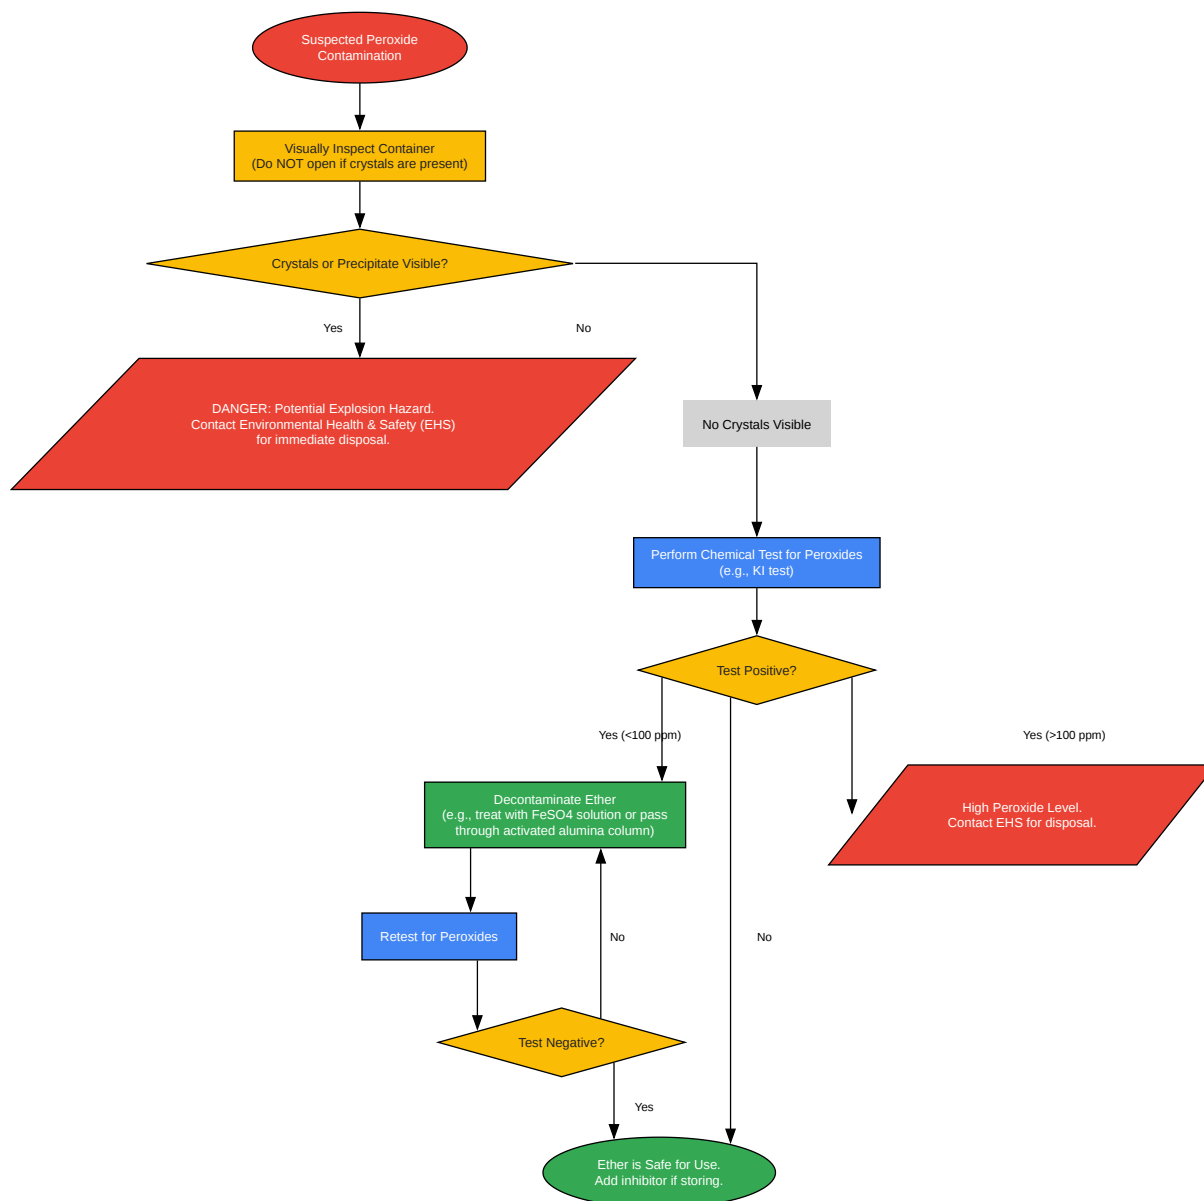 Suspected Peroxide
Contamination
Visually Inspect Container
(Do NOT open if crystals are present)
Crystals or Precipitate Visible?
Yes
No
DANGER: Potential Explosion Hazard.
Contact Environmental Health & Safety (EHS)
for immediate disposal.
No Crystals Visible
Perform Chemical Test for Peroxides
(e.g., KI test)
Test Positive?
Yes (<100 ppm)
Yes (>100 ppm)
Decontaminate Ether
(e.g., treat with FeSO4 solution or pass
through activated alumina column)
High Peroxide Level.
Contact EHS for disposal.
Retest for Peroxides
No
No
Test Negative?
Yes
Ether is Safe for Use.
Add inhibitor if storing.